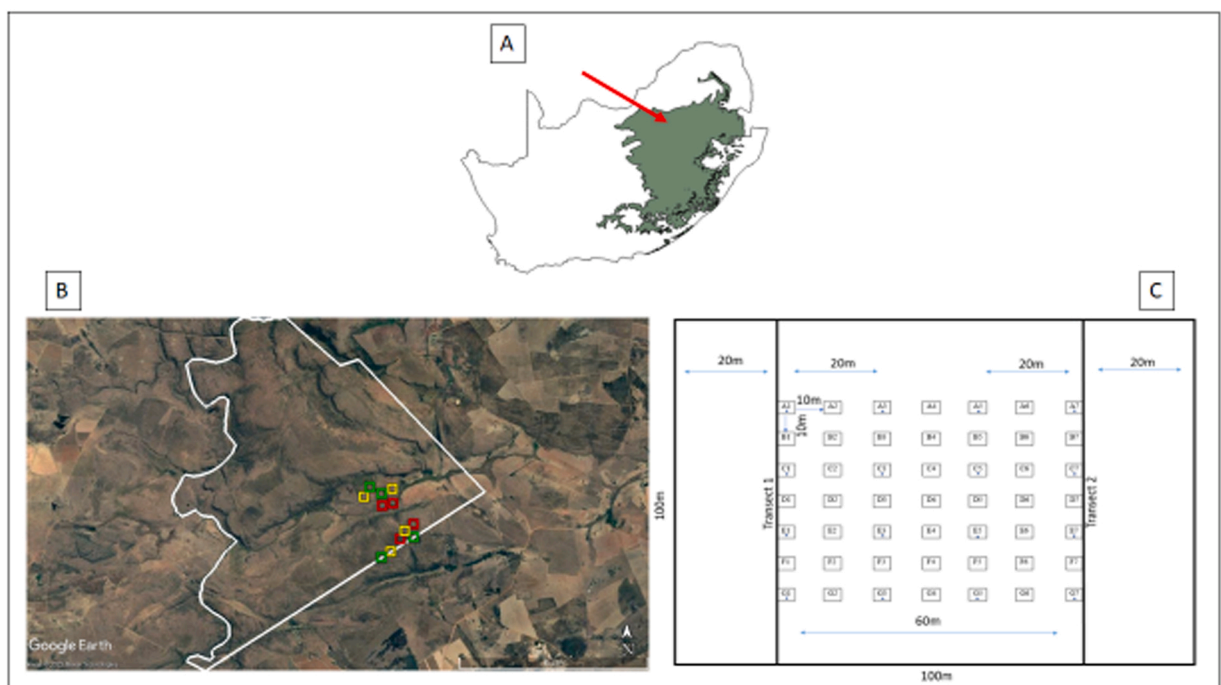 A
B
C
20m
20m
20m
20m
10m
10m
A1 A2 A3 A4 A5 A6 A7
B1 B2 B3 B4 B5 B6 B7
C1 C2 C3 C4 C5 C6 C7
D1 D2 D3 D4 D5 D6 D7
E1 E2 E3 E4 E5 E6 E7
F1 F2 F3 F4 F5 F6 F7
G1 G2 G3 G4 G5 G6 G7
Transect 1
Transect 2
100m
60m
100m
Google Earth
N